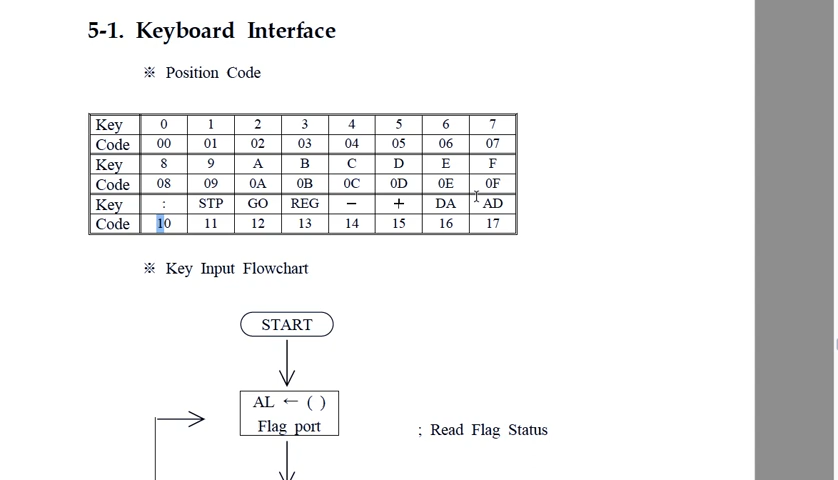 5-1. Keyboard Interface
※ Position Code
Key 0 1 2 3 4 5 6 7
Code 00 01 02 03 04 05 06 07
Key 8 9 A B C D E F
Code 08 09 0A 0B 0C 0D 0E 0F
Key : STP GO REG − + DA AD
Code 10 11 12 13 14 15 16 17
※ Key Input Flowchart
START
AL ← ( )
Flag port
; Read Flag Status